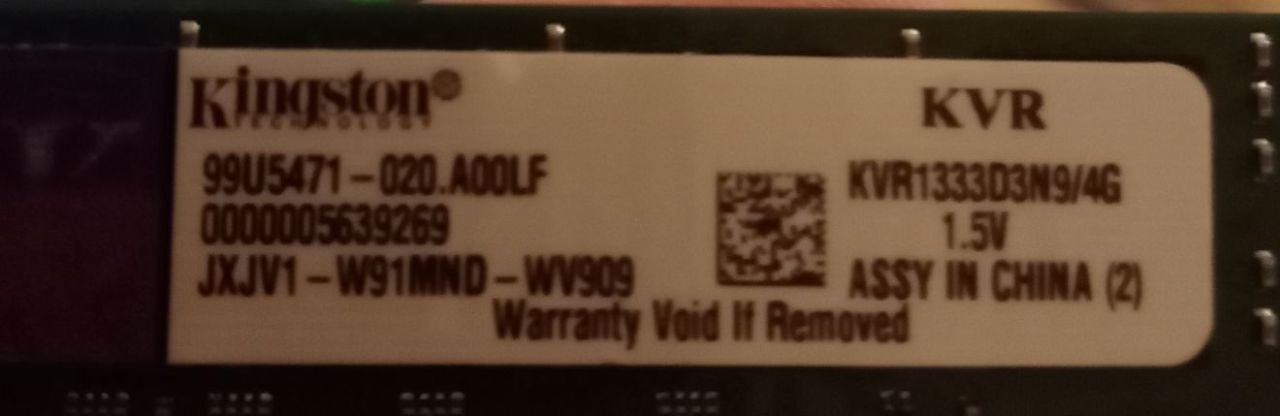 Kingston®
TECHNOLOGY
KVR
99U5471-020.A00LF
0000005639269
JXJV1-W91MND-WV909
KVR1333D3N9/4G
1.5V
ASSY IN CHINA (2)
Warranty Void If Removed